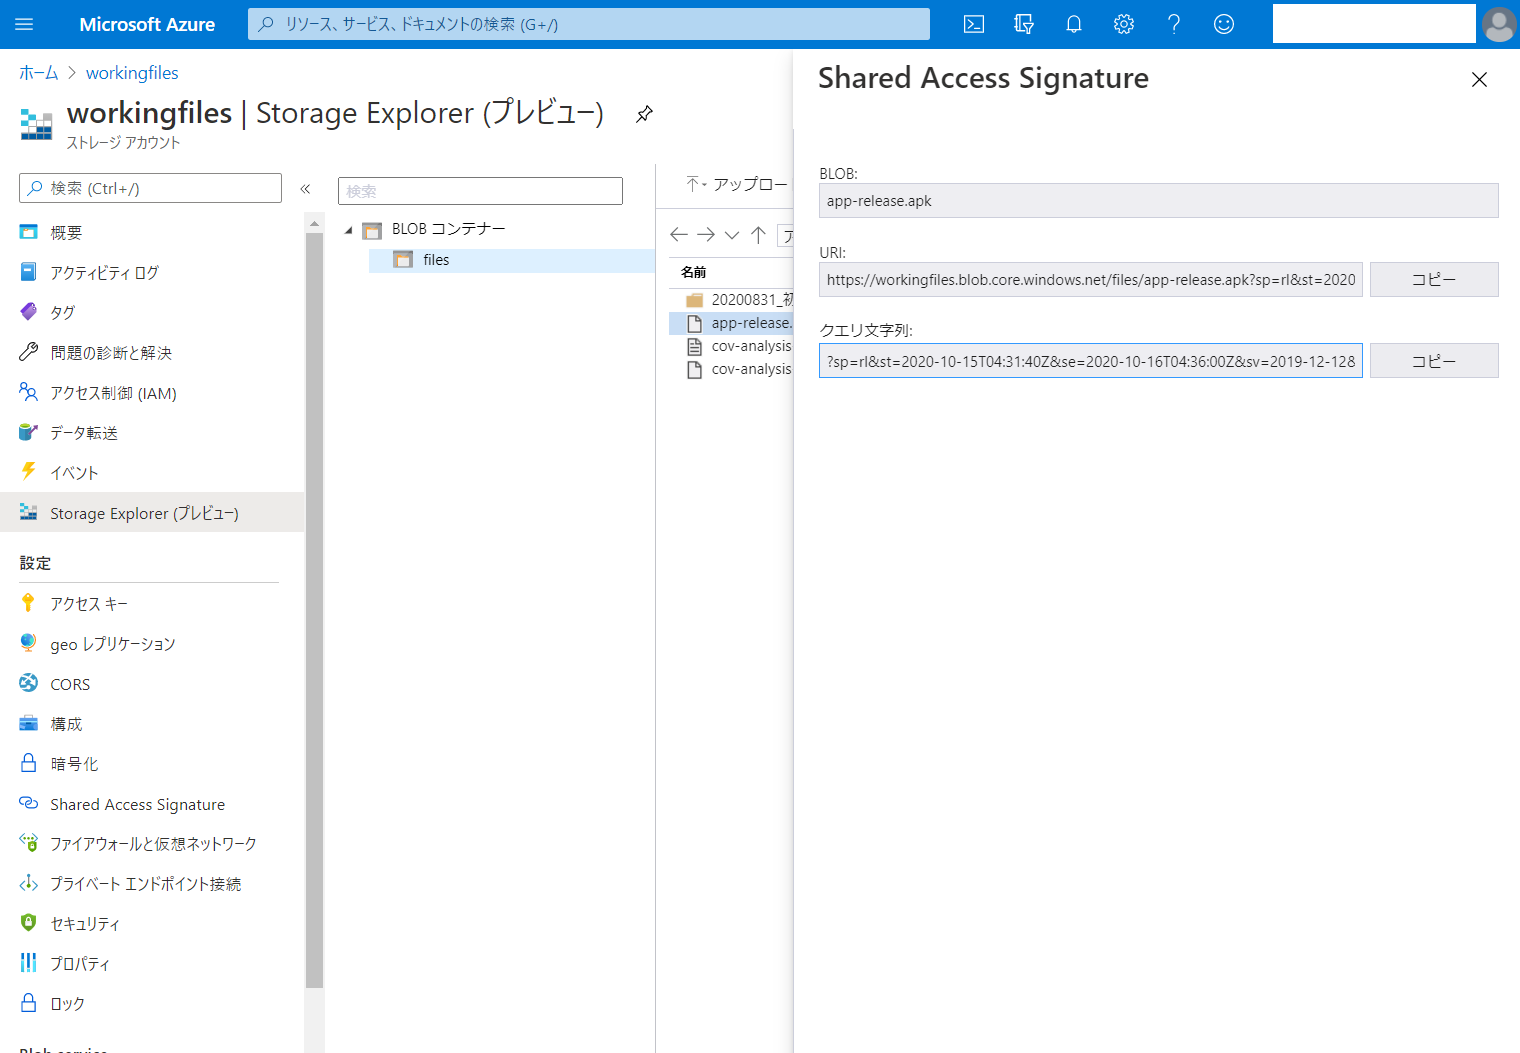 Microsoft Azure
リソース、サービス、ドキュメントの検索 (G+/)
ホーム > workingfiles
workingfiles | Storage Explorer (プレビュー)
ストレージ アカウント
検索 (Ctrl+/)
«
概要
アクティビティ ログ
タグ
問題の診断と解決
アクセス制御 (IAM)
データ転送
イベント
Storage Explorer (プレビュー)
設定
アクセス キー
geo レプリケーション
CORS
構成
暗号化
Shared Access Signature
ファイアウォールと仮想ネットワーク
プライベート エンドポイント接続
セキュリティ
プロパティ
ロック
Blob service
検索
BLOB コンテナー
files
アップロー
ア
名前
20200831_初
app-release.
cov-analysis
cov-analysis
Shared Access Signature
BLOB:
app-release.apk
URI:
https://workingfiles.blob.core.windows.net/files/app-release.apk?sp=rl&st=2020
コピー
クエリ文字列:
?sp=rl&st=2020-10-15T04:31:40Z&se=2020-10-16T04:36:00Z&sv=2019-12-12&
コピー